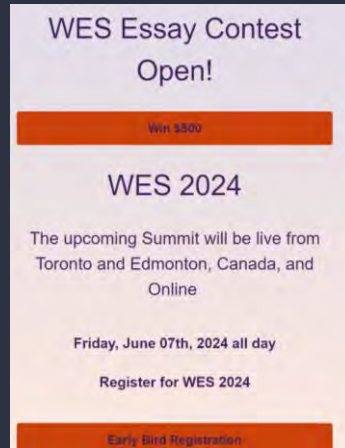 WES Essay Contest
Open!
Win $500
WES 2024
The upcoming Summit will be live from
Toronto and Edmonton, Canada, and
Online
Friday, June 07th, 2024 all day
Register for WES 2024
Early Bird Registration